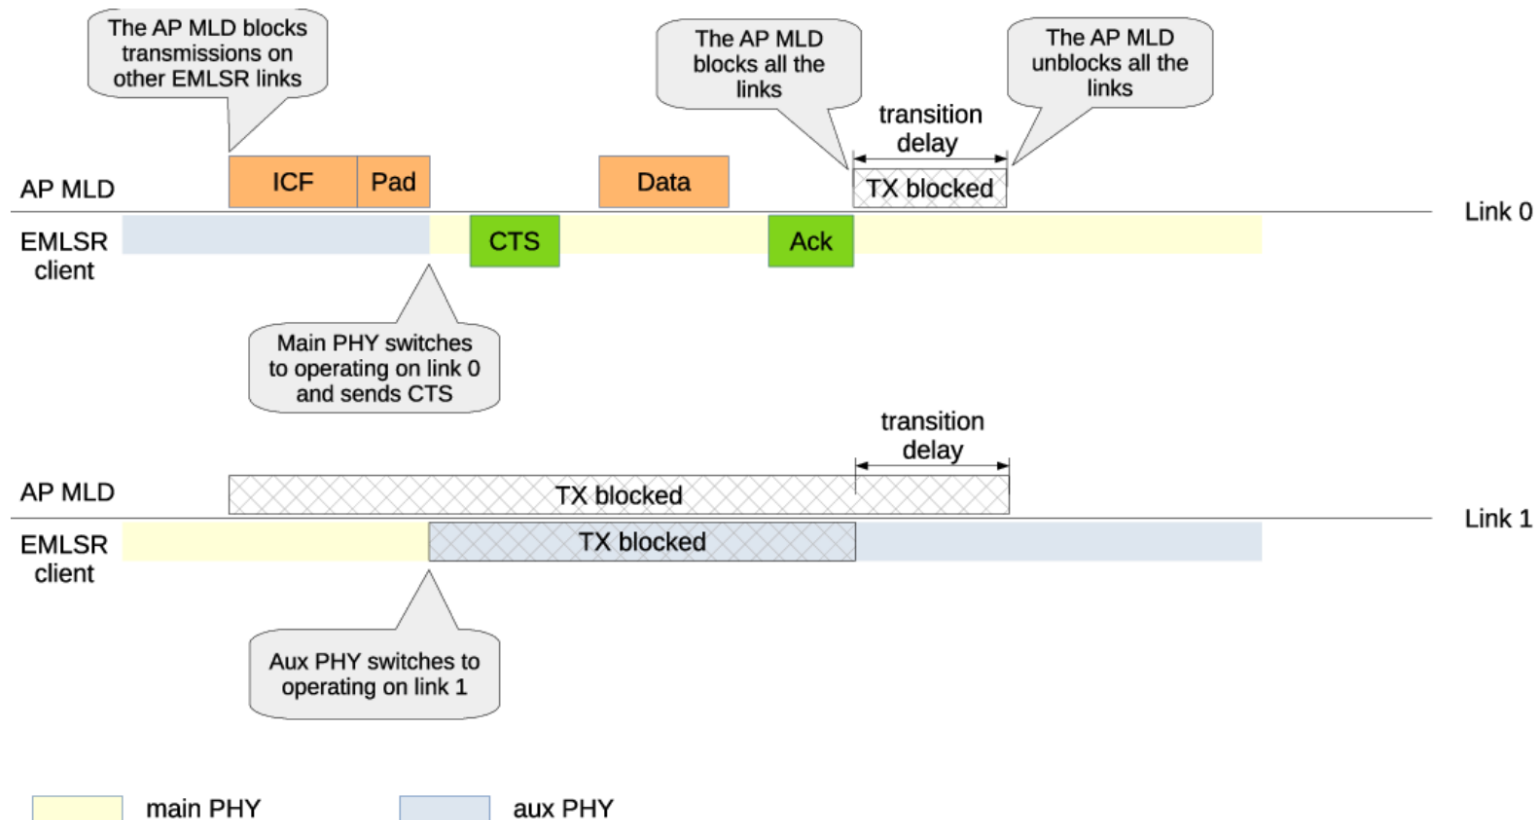 The AP MLD blocks
transmissions on
other EMLSR links
The AP MLD
blocks all the
links
The AP MLD
unblocks all the
links
transition
delay
ICF
Pad
Data
TX blocked
AP MLD
Link 0
EMLSR
client
CTS
Ack
Main PHY switches
to operating on link 0
and sends CTS
transition
delay
AP MLD
TX blocked
Link 1
EMLSR
client
TX blocked
Aux PHY switches to
operating on link 1
main PHY
aux PHY